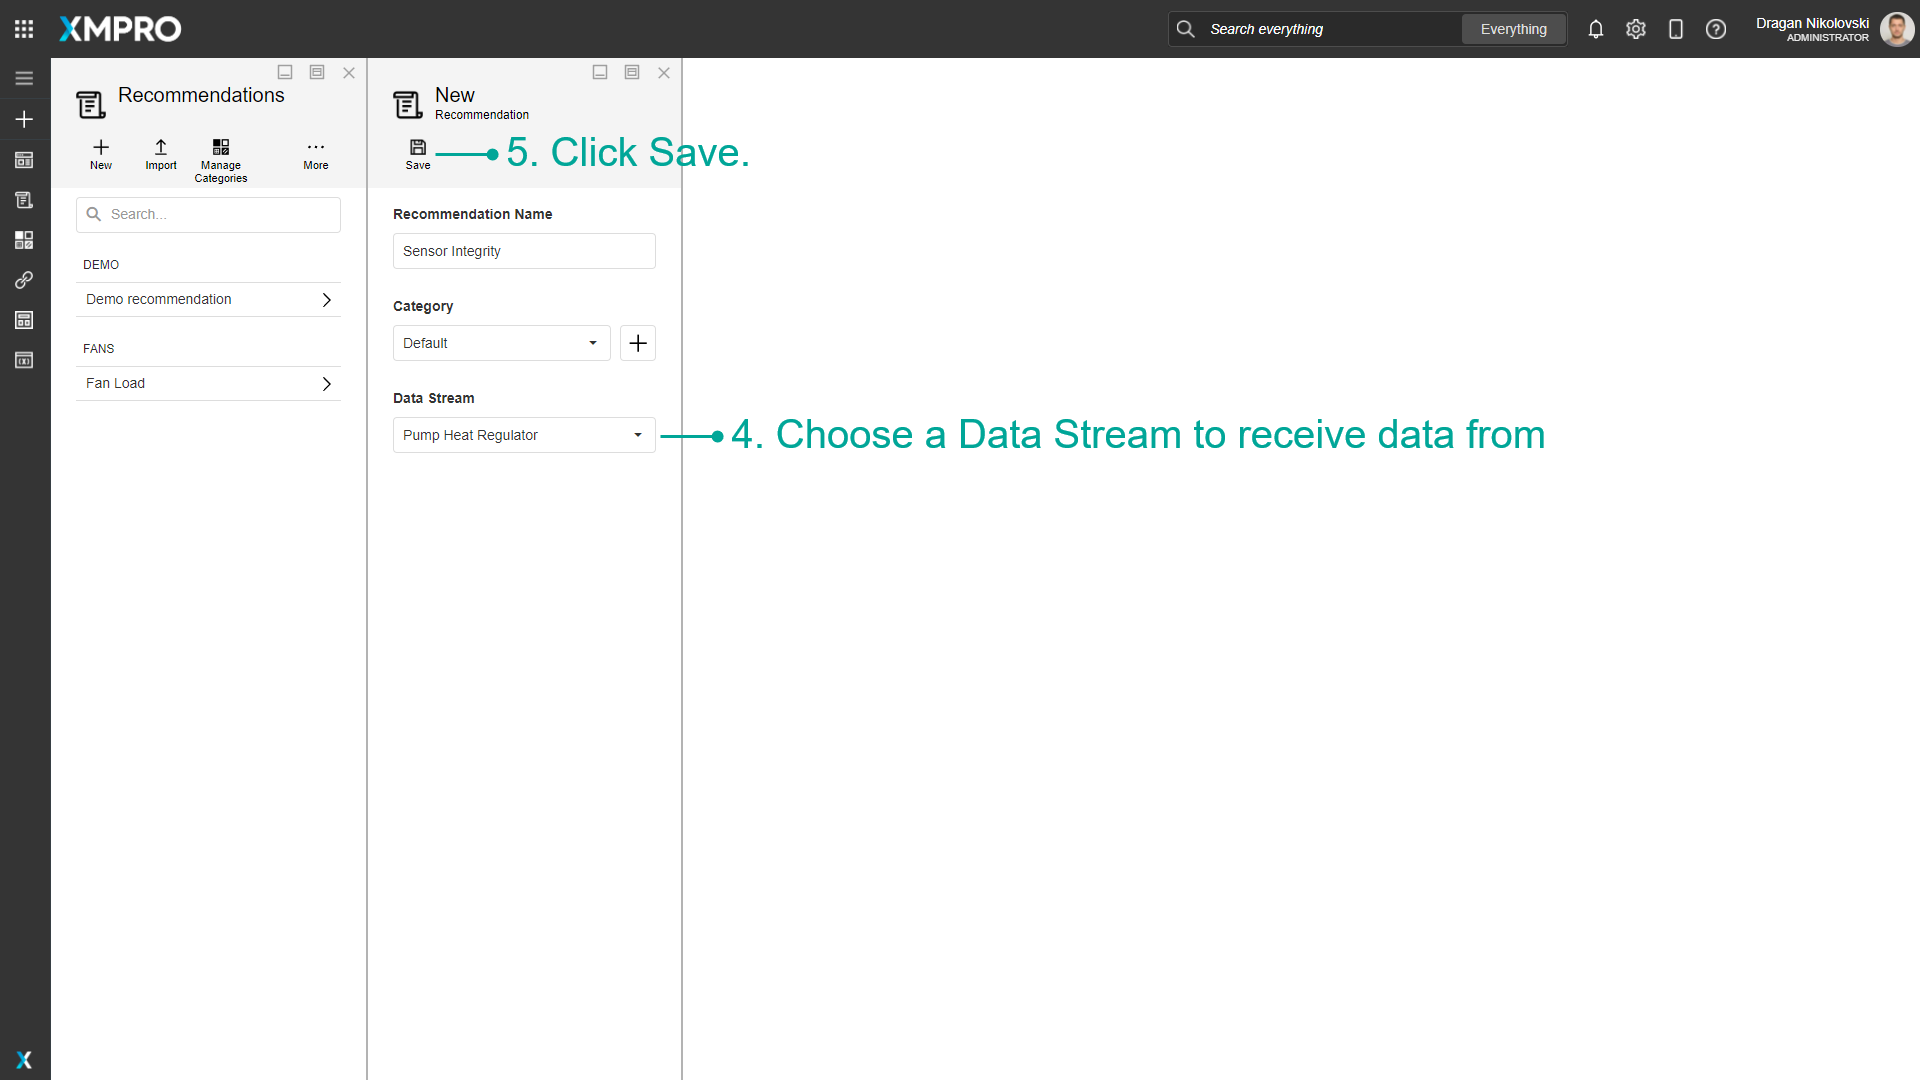 XMPRO
Search everything
Everything
Dragan Nikolovski
ADMINISTRATOR
Recommendations
New
Import
Manage
Categories
More
Search...
DEMO
Demo recommendation
FANS
Fan Load
New
Recommendation
Save
5. Click Save.
Recommendation Name
Sensor Integrity
Category
Default
Data Stream
Pump Heat Regulator
4. Choose a Data Stream to receive data from